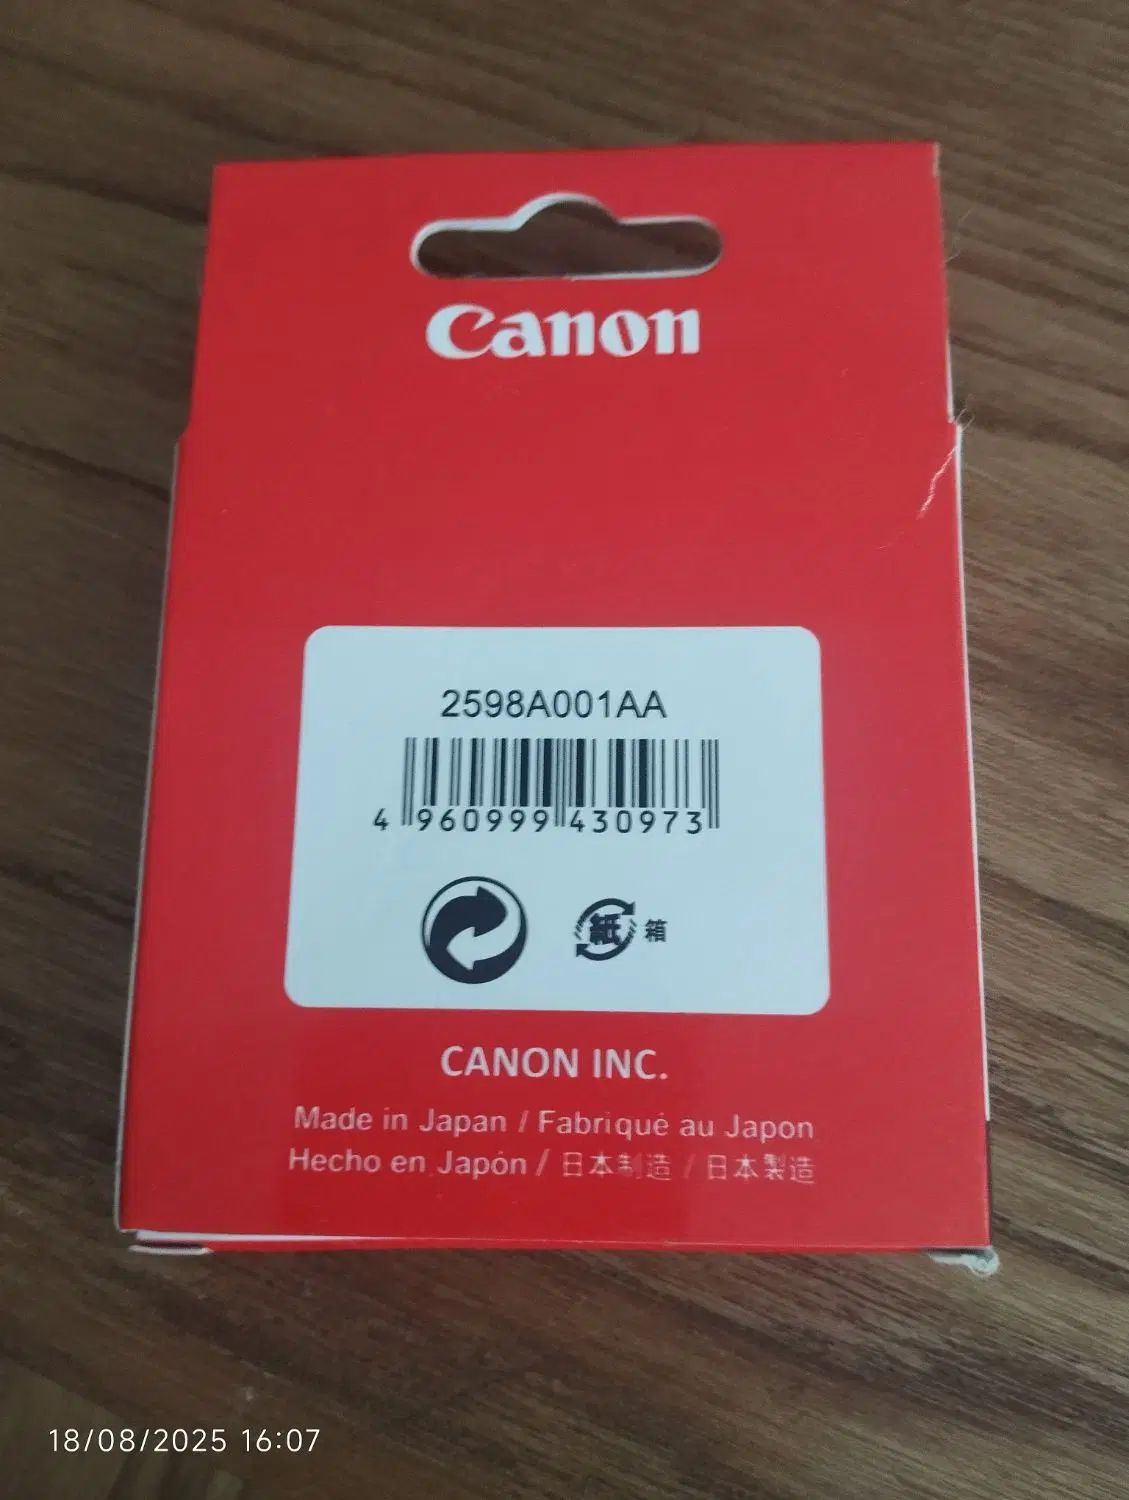 Canon
2598A001AA
4 960999 430973
紙 箱
CANON INC.
Made in Japan / Fabriqué au Japon
Hecho en Japón / 日本制造 / 日本製造
18/08/2025 16:07